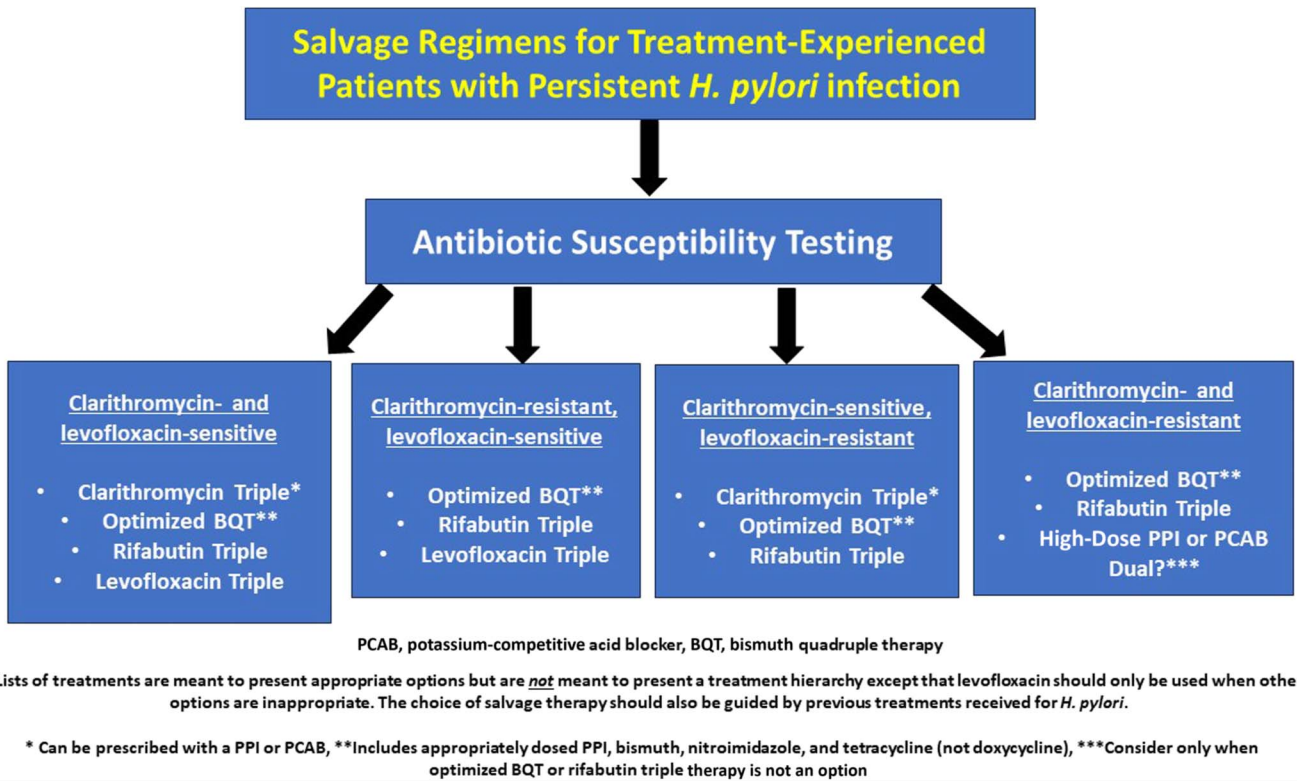 Salvage Regimens for Treatment-Experienced
Patients with Persistent H. pylori infection
Antibiotic Susceptibility Testing
Clarithromycin- and
levofloxacin-sensitive
• Clarithromycin Triple*
• Optimized BQT**
• Rifabutin Triple
• Levofloxacin Triple
Clarithromycin-resistant,
levofloxacin-sensitive
• Optimized BQT**
• Rifabutin Triple
• Levofloxacin Triple
Clarithromycin-sensitive,
levofloxacin-resistant
• Clarithromycin Triple*
• Optimized BQT**
• Rifabutin Triple
Clarithromycin- and
levofloxacin-resistant
• Optimized BQT**
• Rifabutin Triple
• High-Dose PPI or PCAB
Dual?***
PCAB, potassium-competitive acid blocker, BQT, bismuth quadruple therapy
Lists of treatments are meant to present appropriate options but are not meant to present a treatment hierarchy except that levofloxacin should only be used when othe
options are inappropriate. The choice of salvage therapy should also be guided by previous treatments received for H. pylori.
* Can be prescribed with a PPI or PCAB, **Includes appropriately dosed PPI, bismuth, nitroimidazole, and tetracycline (not doxycycline), ***Consider only when
optimized BQT or rifabutin triple therapy is not an option